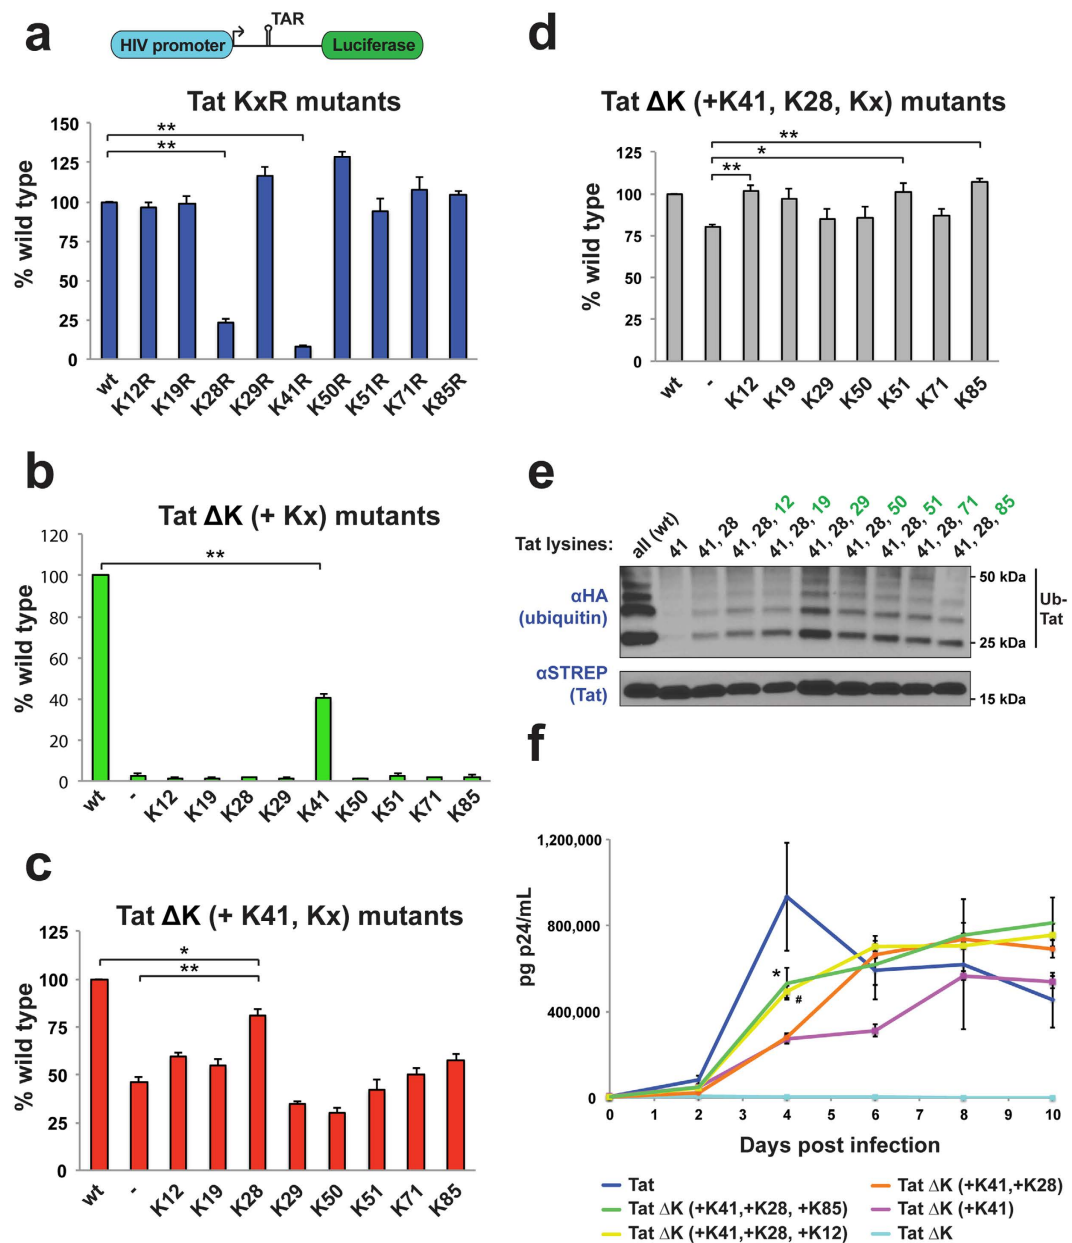 a
TAR
HIV promoter
Luciferase
Tat KxR mutants
% wild type
150
125
100
75
50
25
0
**
**
wt
K12R
K19R
K28R
K29R
K41R
K50R
K51R
K71R
K85R
b
Tat ΔK (+ Kx) mutants
% wild type
120
100
80
60
40
20
0
**
wt
-
K12
K19
K28
K29
K41
K50
K51
K71
K85
c
Tat ΔK (+ K41, Kx) mutants
% wild type
125
100
75
50
25
0
*
**
wt
-
K12
K19
K28
K29
K50
K51
K71
K85
d
Tat ΔK (+K41, K28, Kx) mutants
% wild type
125
100
75
50
25
0
**
*
**
wt
-
K12
K19
K29
K50
K51
K71
K85
e
Tat lysines:
all (wt)
41
41, 28
41, 28, 12
41, 28, 19
41, 28, 29
41, 28, 50
41, 28, 51
41, 28, 71
41, 28, 85
αHA
(ubiquitin)
- 50 kDa
- 25 kDa
Ub-
Tat
αSTREP
(Tat)
- 15 kDa
f
pg p24/mL
1,200,000
800,000
400,000
0
*
#
0 1 2 3 4 5 6 7 8 9 10
Days post infection
Tat
Tat ΔK (+K41,+K28, +K85)
Tat ΔK (+K41,+K28, +K12)
Tat ΔK (+K41,+K28)
Tat ΔK (+K41)
Tat ΔK